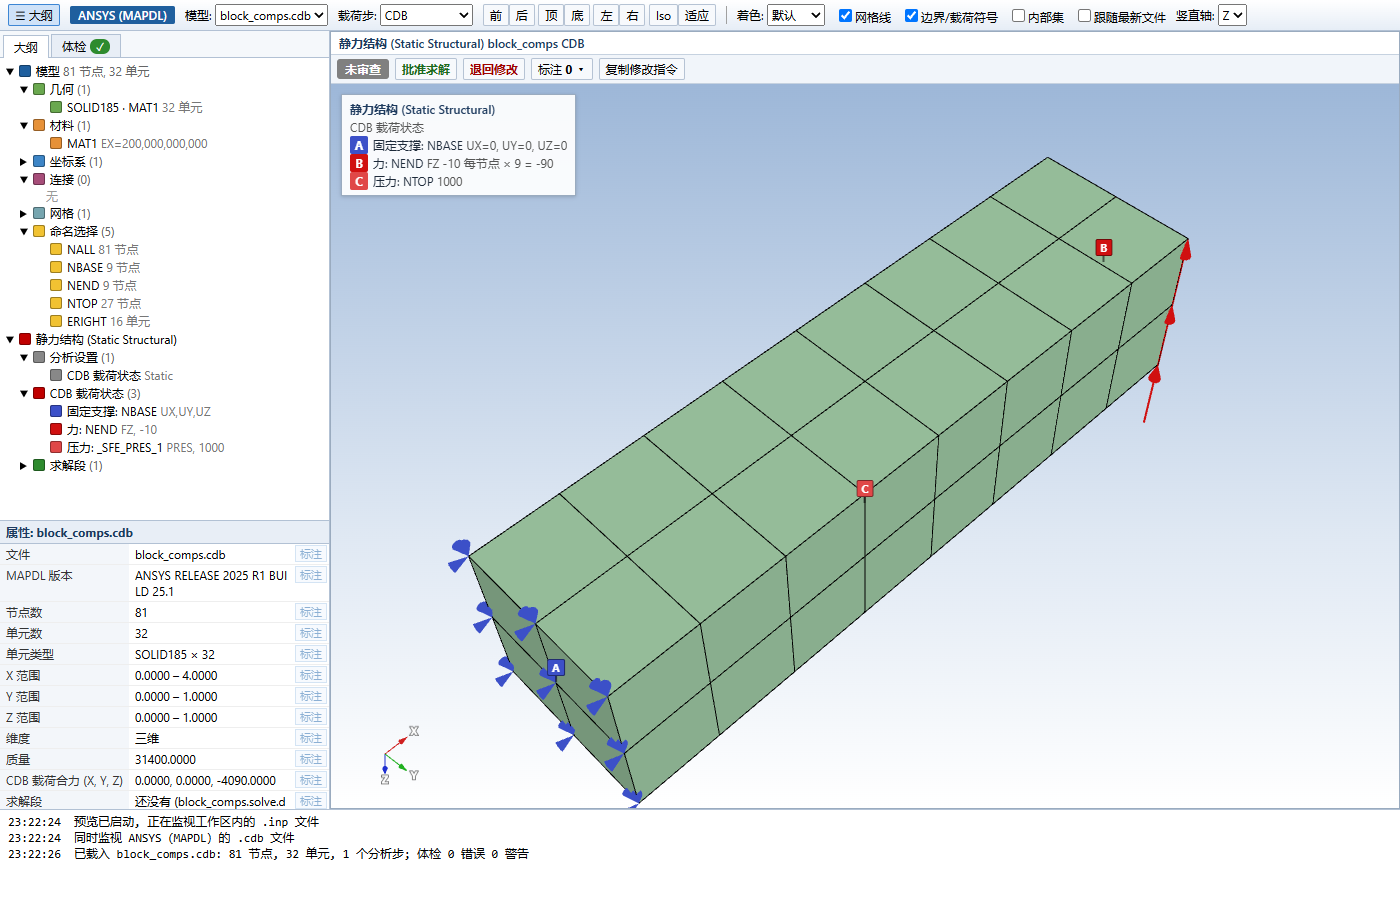 ☰ 大纲 ANSYS (MAPDL) 模型: block_comps.cdb 载荷步: CDB 前 后 顶 底 左 右 Iso 适应 着色: 默认 网格线 边界/载荷符号 内部集 跟随最新文件 竖直轴: Z
大纲 体检 ✓
模型 81 节点, 32 单元
几何 (1)
SOLID185 · MAT1 32 单元
材料 (1)
MAT1 EX=200,000,000,000
坐标系 (1)
连接 (0)
无
网格 (1)
命名选择 (5)
NALL 81 节点
NBASE 9 节点
NEND 9 节点
NTOP 27 节点
ERIGHT 16 单元
静力结构 (Static Structural)
分析设置 (1)
CDB 载荷状态 Static
CDB 载荷状态 (3)
固定支撑: NBASE UX,UY,UZ
力: NEND FZ, -10
压力: _SFE_PRES_1 PRES, 1000
求解段 (1)
属性: block_comps.cdb
文件 block_comps.cdb 标注
MAPDL 版本 ANSYS RELEASE 2025 R1 BUI 标注
LD 25.1
节点数 81 标注
单元数 32 标注
单元类型 SOLID185 × 32 标注
X 范围 0.0000 – 4.0000 标注
Y 范围 0.0000 – 1.0000 标注
Z 范围 0.0000 – 1.0000 标注
维度 三维 标注
质量 31400.0000 标注
CDB 载荷合力 (X, Y, Z) 0.0000, 0.0000, -4090.0000 标注
求解段 还没有 (block_comps.solve.d 标注
静力结构 (Static Structural) block_comps CDB
未审查 批准求解 退回修改 标注 0 复制修改指令
静力结构 (Static Structural)
CDB 载荷状态
A 固定支撑: NBASE UX=0, UY=0, UZ=0
B 力: NEND FZ -10 每节点 × 9 = -90
C 压力: NTOP 1000
B
C
A
X
Y
Z
23:22:24 预览已启动, 正在监视工作区内的 .inp 文件
23:22:24 同时监视 ANSYS (MAPDL) 的 .cdb 文件
23:22:26 已载入 block_comps.cdb: 81 节点, 32 单元, 1 个分析步; 体检 0 错误 0 警告